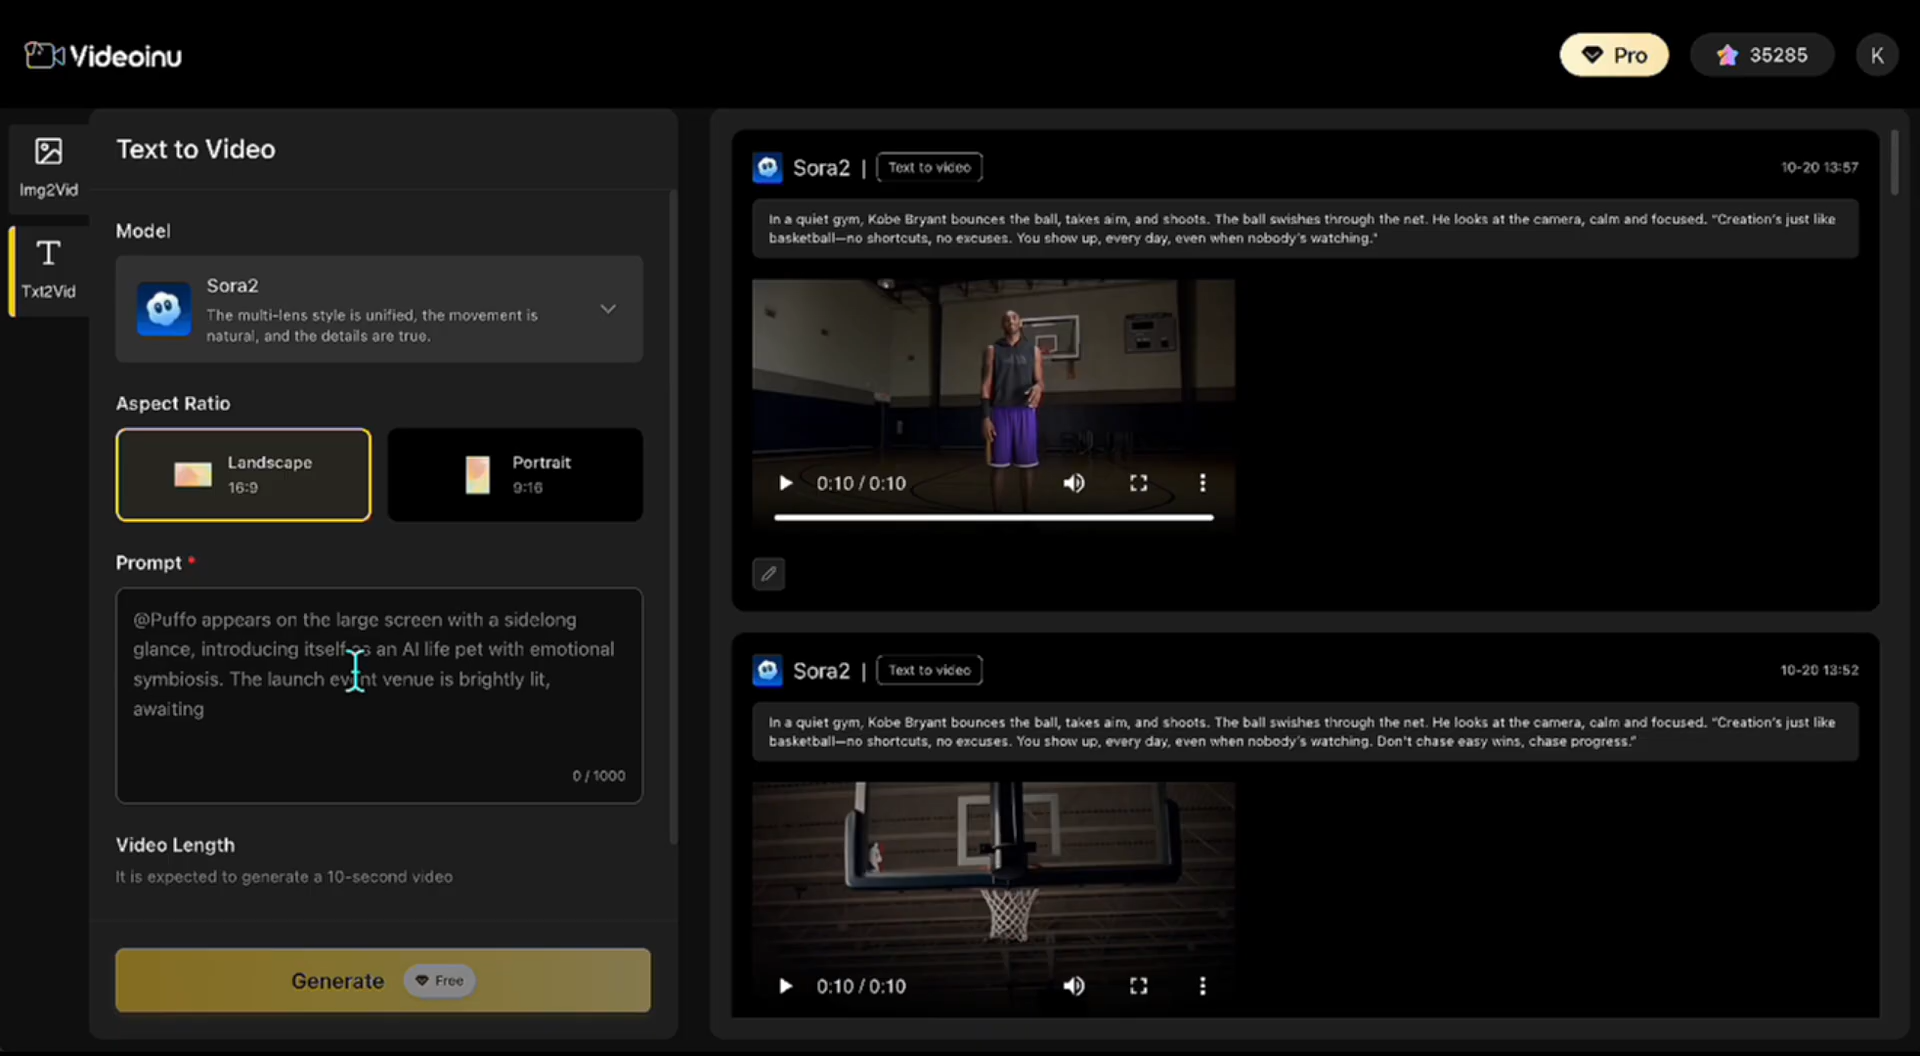 Videoinu
Pro
35285
K
Img2Vid
Txt2Vid
Text to Video
Model
Sora2
The multi-lens style is unified, the movement is
natural, and the details are true.
Aspect Ratio
Landscape
16:9
Portrait
9:16
Prompt *
@Puffo appears on the large screen with a sidelong
glance, introducing itself as an AI life pet with emotional
symbiosis. The launch event venue is brightly lit,
awaiting
0 / 1000
Video Length
It is expected to generate a 10-second video
Generate
Free
Sora2 | Text to video
10-20 13:57
In a quiet gym, Kobe Bryant bounces the ball, takes aim, and shoots. The ball swishes through the net. He looks at the camera, calm and focused. "Creation's just like
basketball—no shortcuts, no excuses. You show up, every day, even when nobody's watching."
0:10 / 0:10
Sora2 | Text to video
10-20 13:52
In a quiet gym, Kobe Bryant bounces the ball, takes aim, and shoots. The ball swishes through the net. He looks at the camera, calm and focused. "Creation's just like
basketball—no shortcuts, no excuses. You show up, every day, even when nobody's watching. Don't chase easy wins, chase progress."
0:10 / 0:10